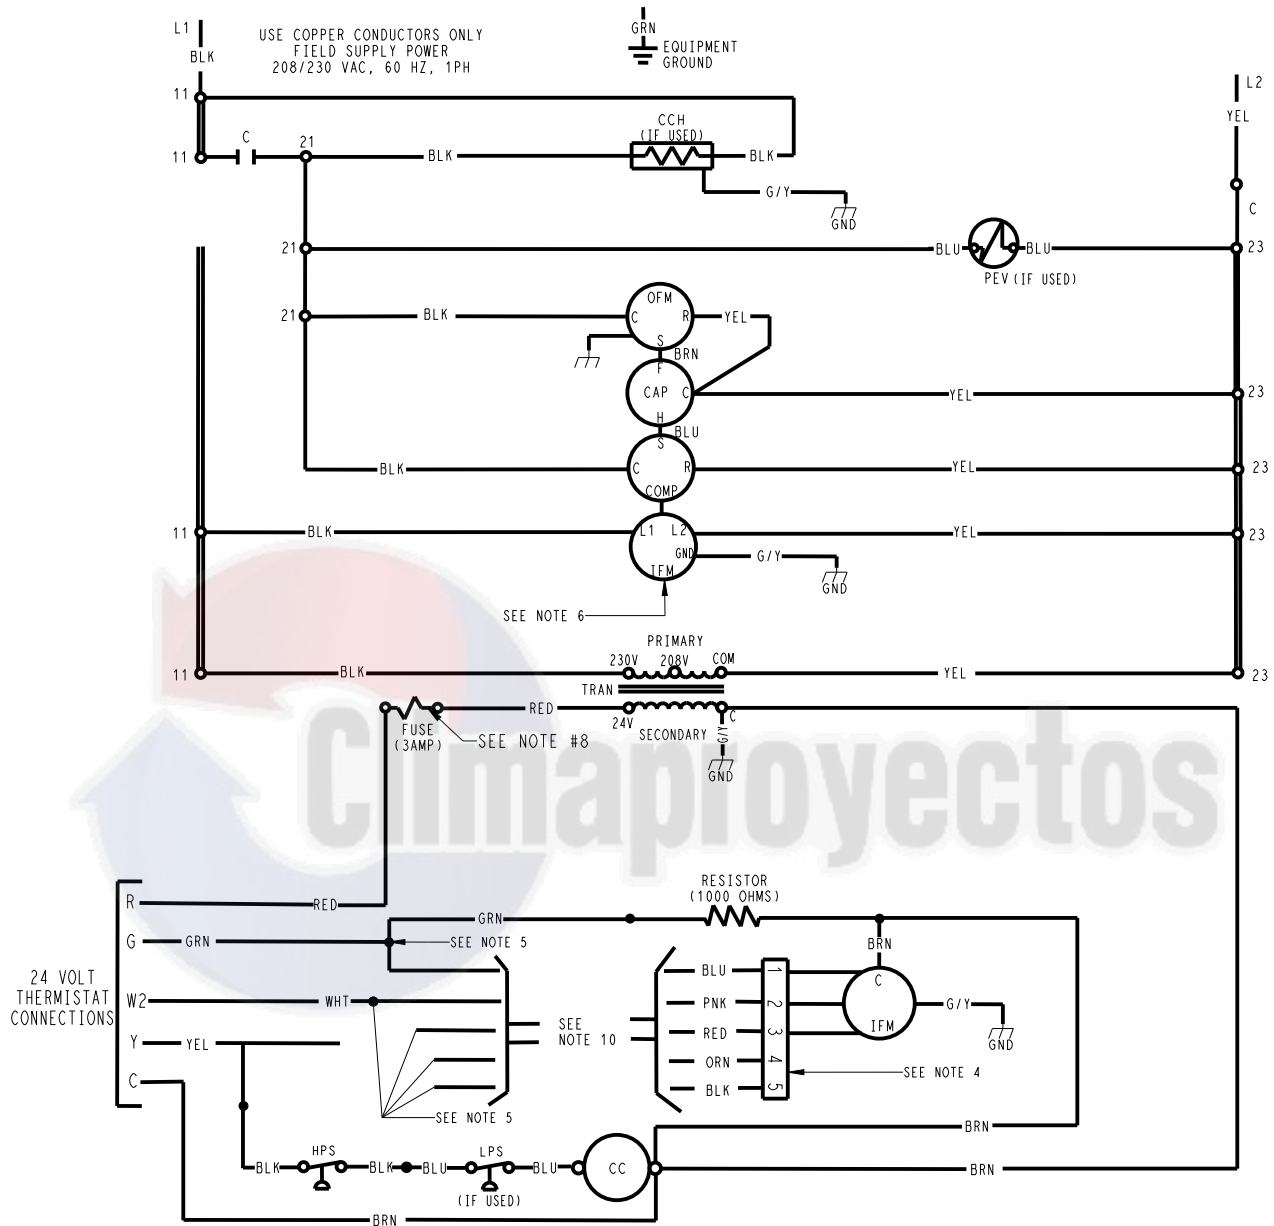 L1
BLK
USE COPPER CONDUCTORS ONLY
FIELD SUPPLY POWER
208/230 VAC, 60 HZ, 1PH
GRN
EQUIPMENT
GROUND
L2
YEL
11
C
21
11
BLK
CCH
(IF USED)
BLK
G/Y
GND
C
21
BLU
BLU
23
PEV (IF USED)
OFM
21
BLK
C
R
YEL
S
BRN
F
CAP
C
YEL
23
H
BLU
S
BLK
C
R
YEL
23
COMP
11
BLK
L1
L2
YEL
23
GND
G/Y
IFM
GND
SEE NOTE 6
PRIMARY
230V
208V
COM
11
BLK
YEL
23
TRAN
RED
24V
SECONDARY
C
G/Y
FUSE
(3AMP)
SEE NOTE #8
GND
Climaproyectos
RESISTOR
(1000 OHMS)
R
RED
GRN
G
GRN
SEE NOTE 5
BRN
24 VOLT
THERMISTAT
CONNECTIONS
BLU
1
C
W2
WHT
PNK
2
G/Y
SEE
NOTE 10
RED
3
IFM
GND
Y
YEL
ORN
4
SEE NOTE 4
C
BLK
5
SEE NOTE 5
BRN
HPS
LPS
BLK
BLK
BLU
BLU
CC
BRN
(IF USED)
BRN